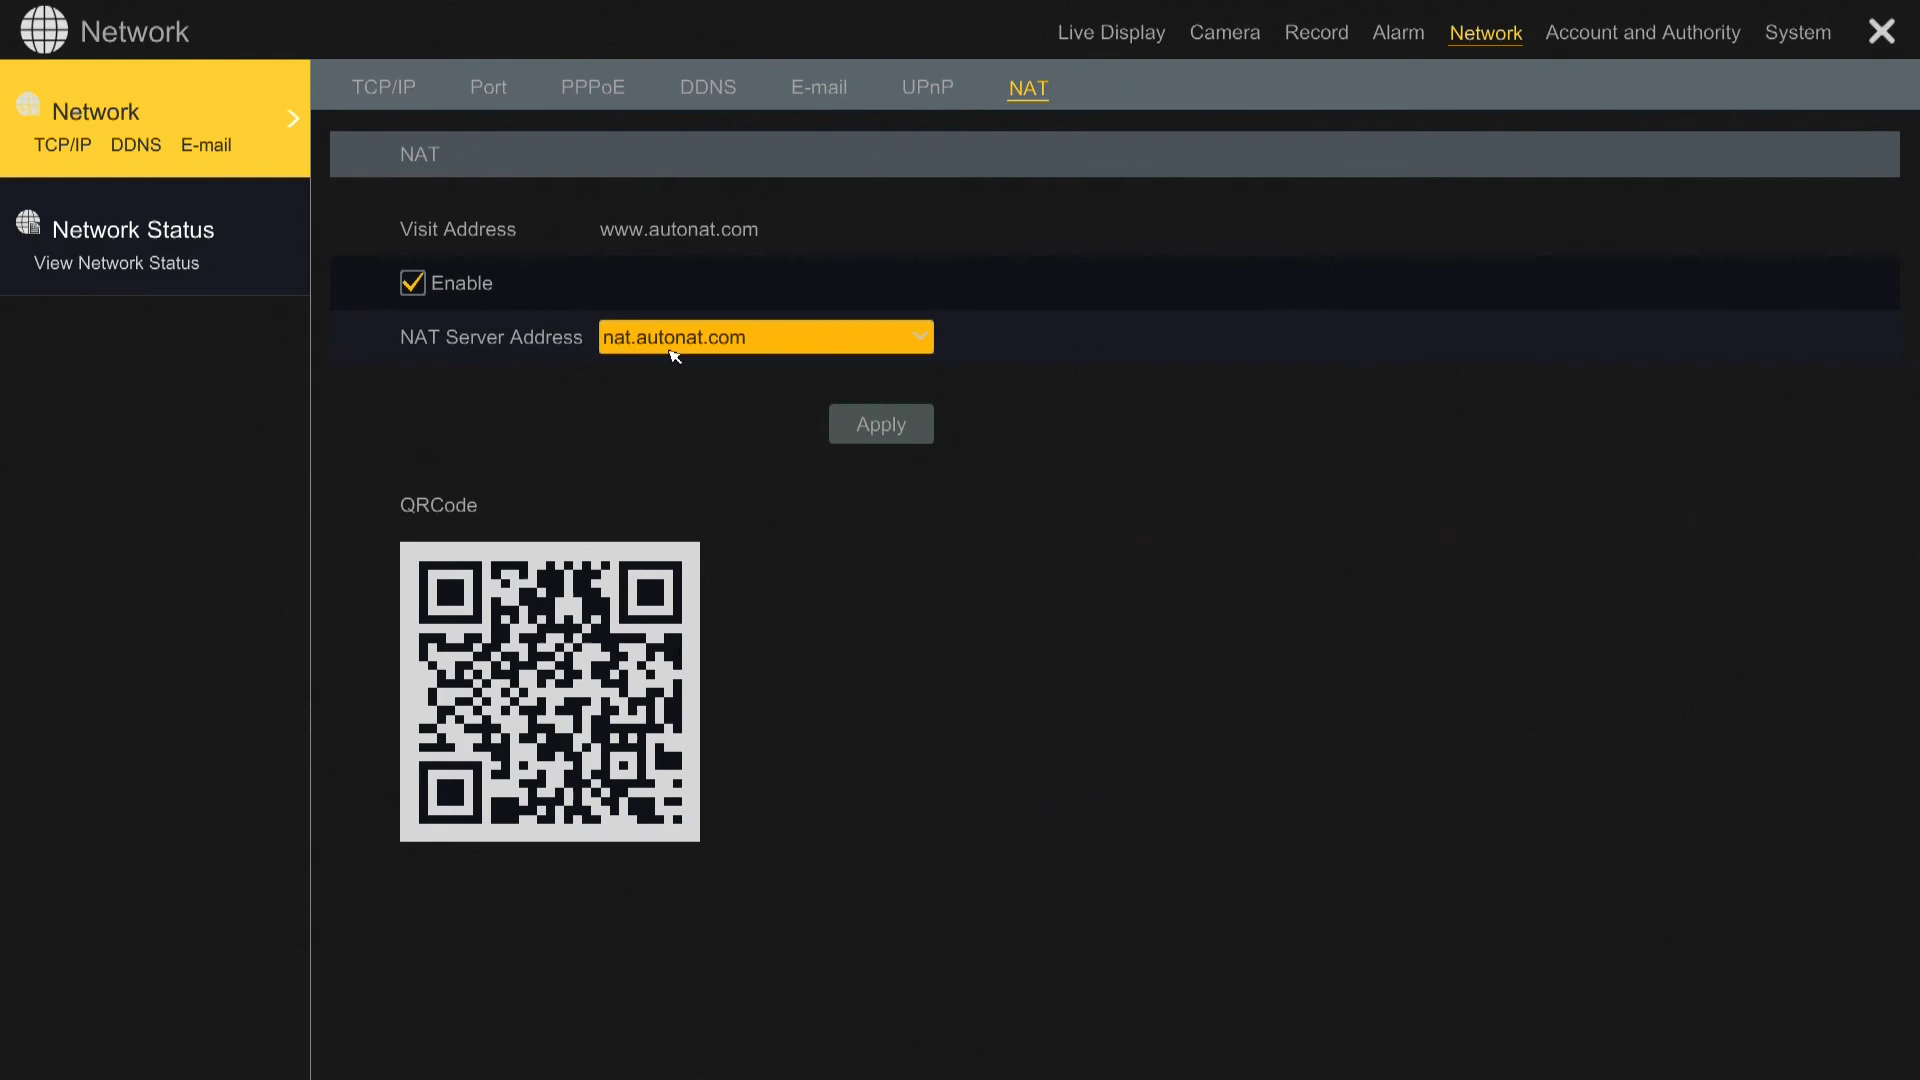 Network
Live Display Camera Record Alarm Network Account and Authority System
Network
TCP/IP DDNS E-mail
Network Status
View Network Status
TCP/IP Port PPPoE DDNS E-mail UPnP NAT
NAT
Visit Address www.autonat.com
Enable
NAT Server Address nat.autonat.com
Apply
QRCode